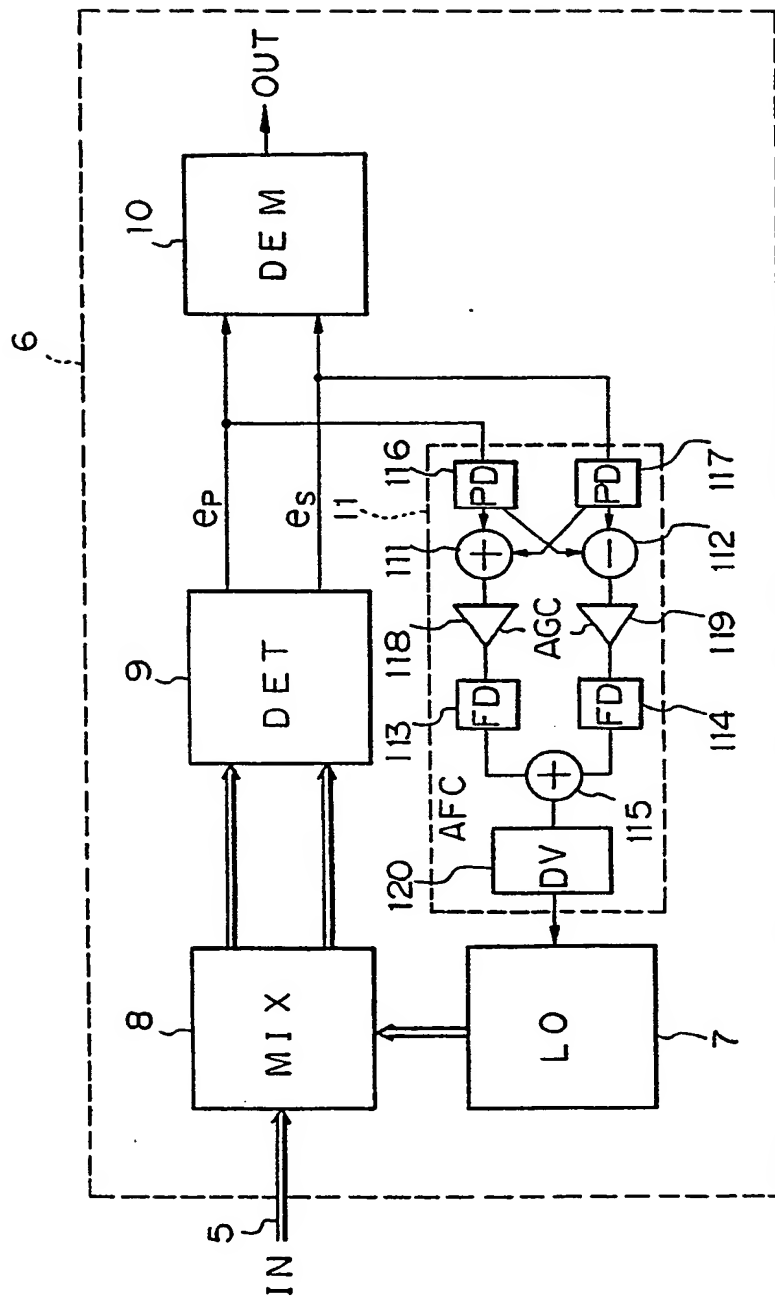 6
IN
5
8
MIX
9
DET
eP
eS
10
DEM
OUT
7
LO
11
AFC
120
DV
115
+
113
FD
114
FD
118
AGC
119
111
+
112
−
116
PD
117
PD